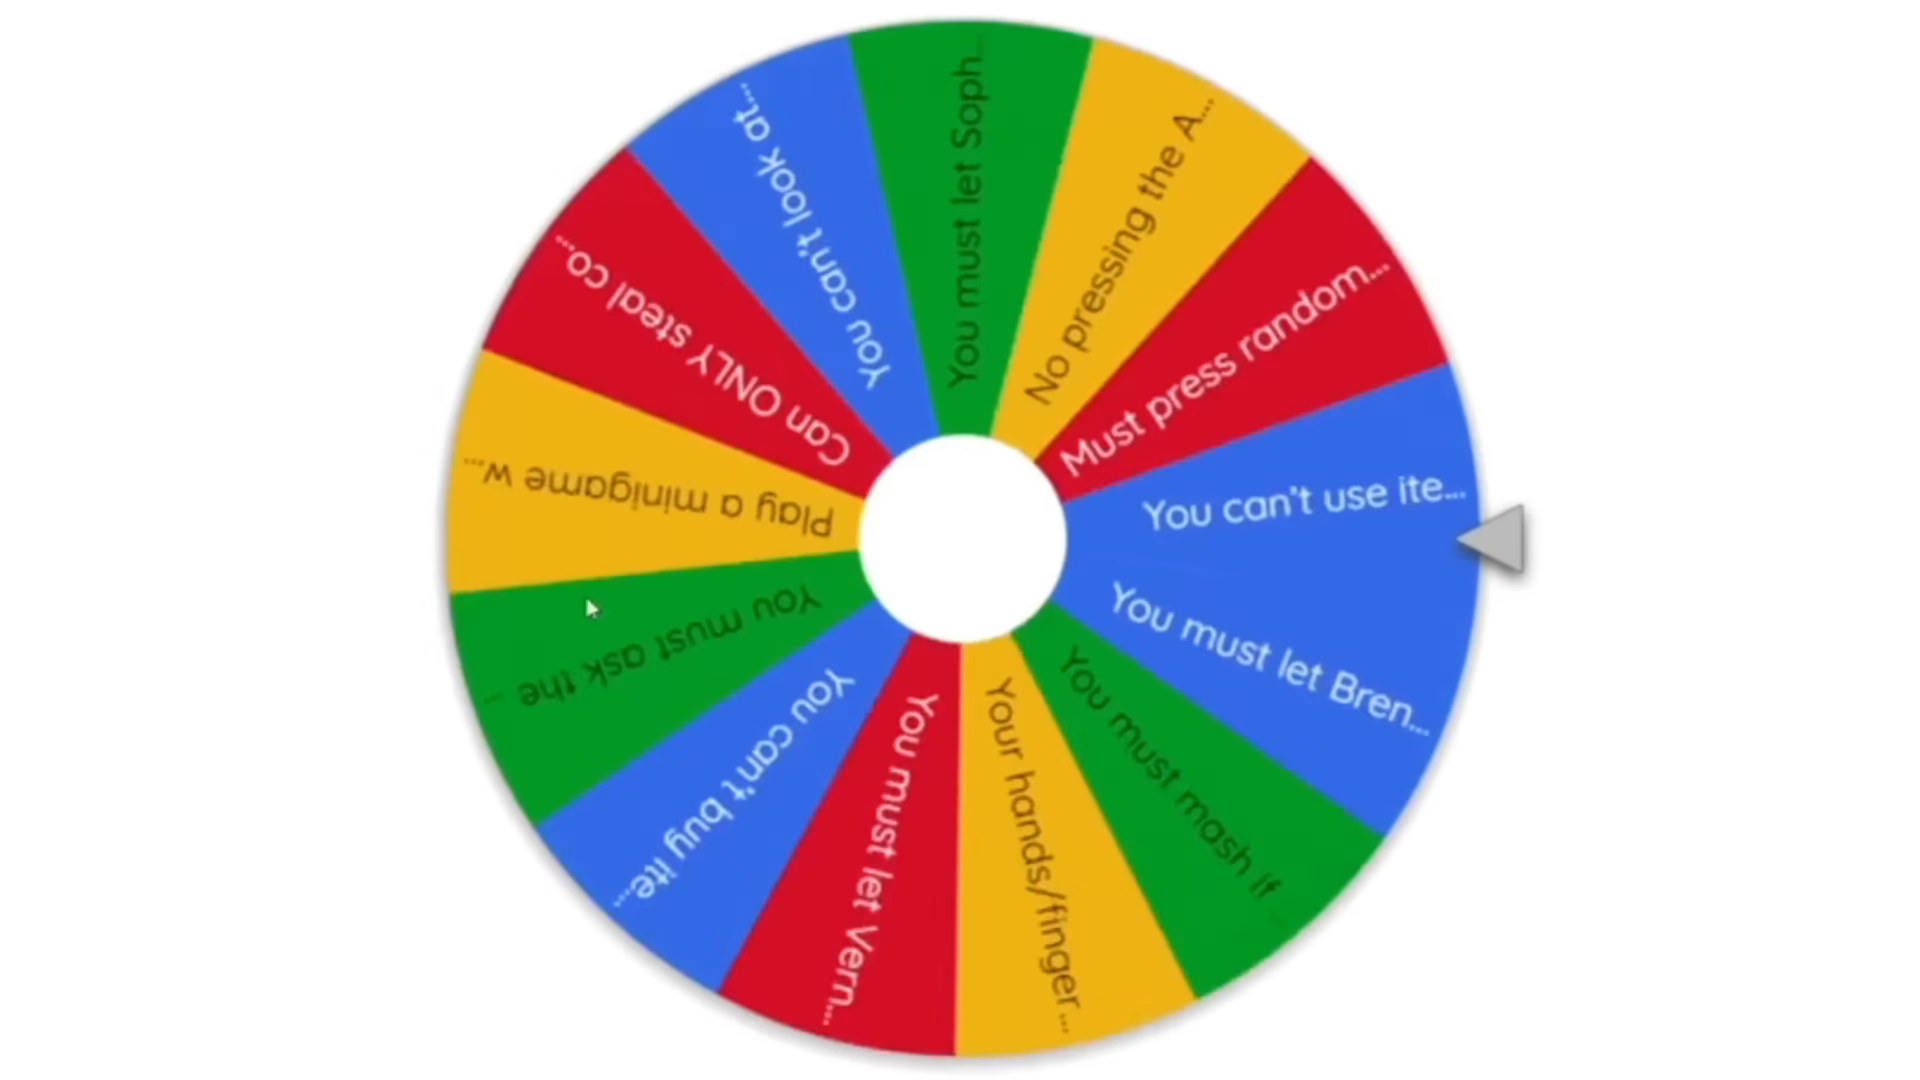 You must let Soph...
No pressing the A...
Must press random...
You can't use ite...
You must let Bren...
You must mash if ...
Your hands/finger...
You must let Vern...
You can't buy ite...
You must ask the ...
Play a minigame w...
Can ONLY steal co...
You can't look at...